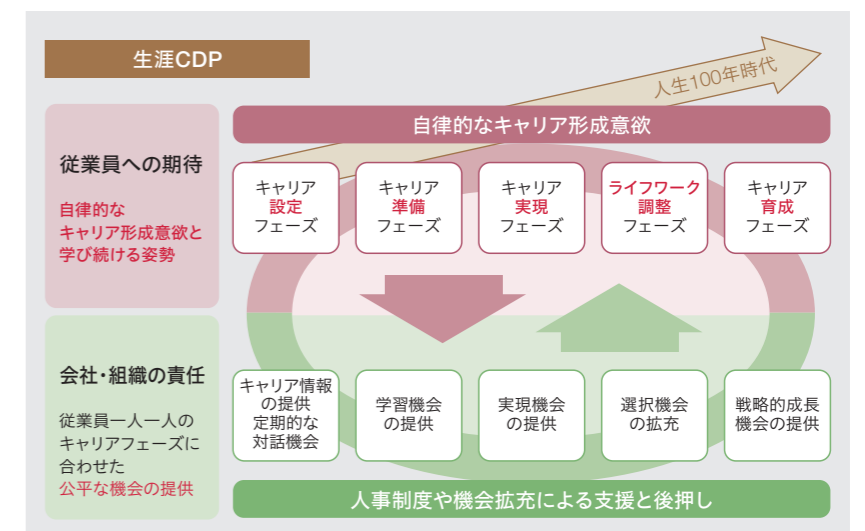 生涯CDP
人生100年時代
自律的なキャリア形成意欲
従業員への期待
自律的な
キャリア形成意欲と
学び続ける姿勢
キャリア
設定
フェーズ
キャリア
準備
フェーズ
キャリア
実現
フェーズ
ライフワーク
調整
フェーズ
キャリア
育成
フェーズ
会社・組織の責任
従業員一人一人の
キャリアフェーズに
合わせた
公平な機会の提供
キャリア情報
の提供
定期的な
対話機会
学習機会
の提供
実現機会
の提供
選択機会
の拡充
戦略的成長
機会の提供
人事制度や機会拡充による支援と後押し